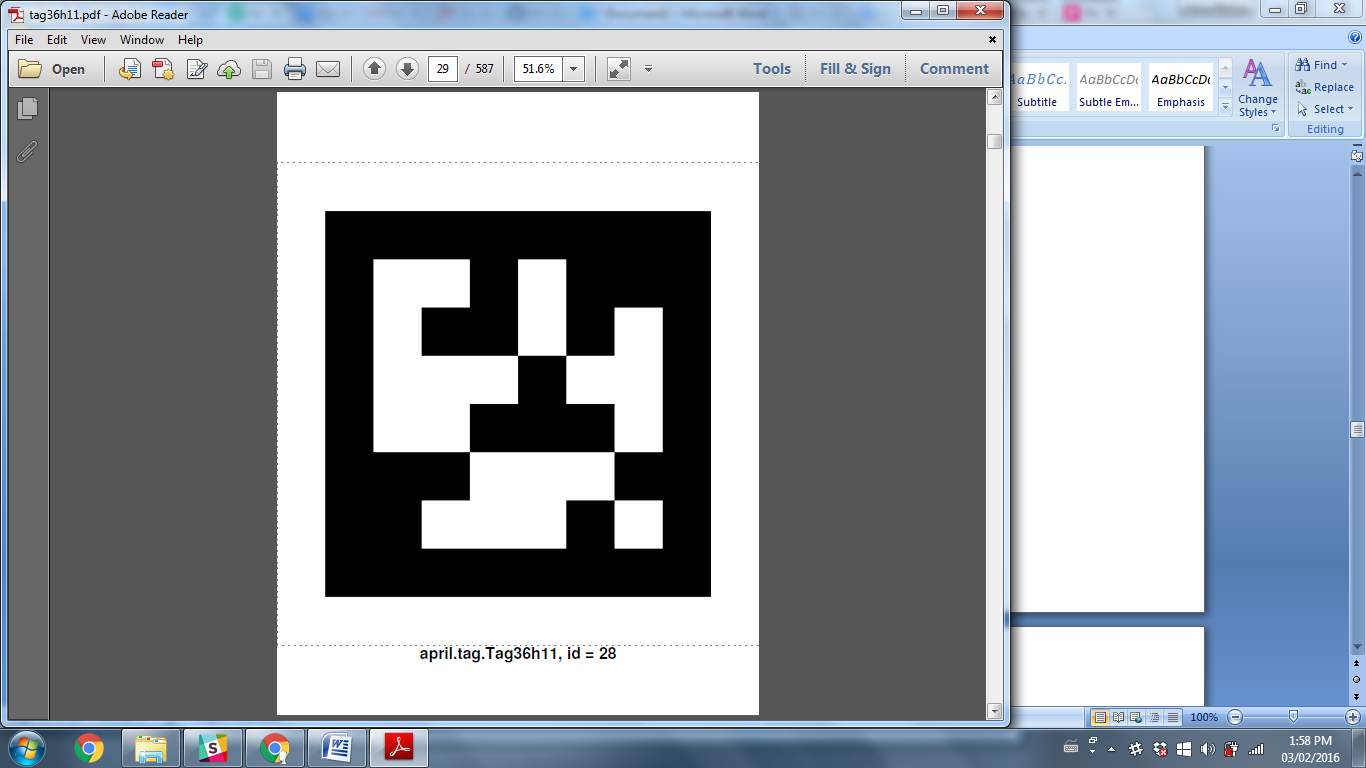 tag36h11.pdf - Adobe Reader
File Edit View Window Help
Open 29 / 587 51.6% Tools Fill & Sign Comment
april.tag.Tag36h11, id = 28
AaBbCcDc AaBbCcDc
Subtitle Subtle Em... Emphasis
Change Styles
Find
Replace
Select
Editing
100%
1:58 PM
03/02/2016